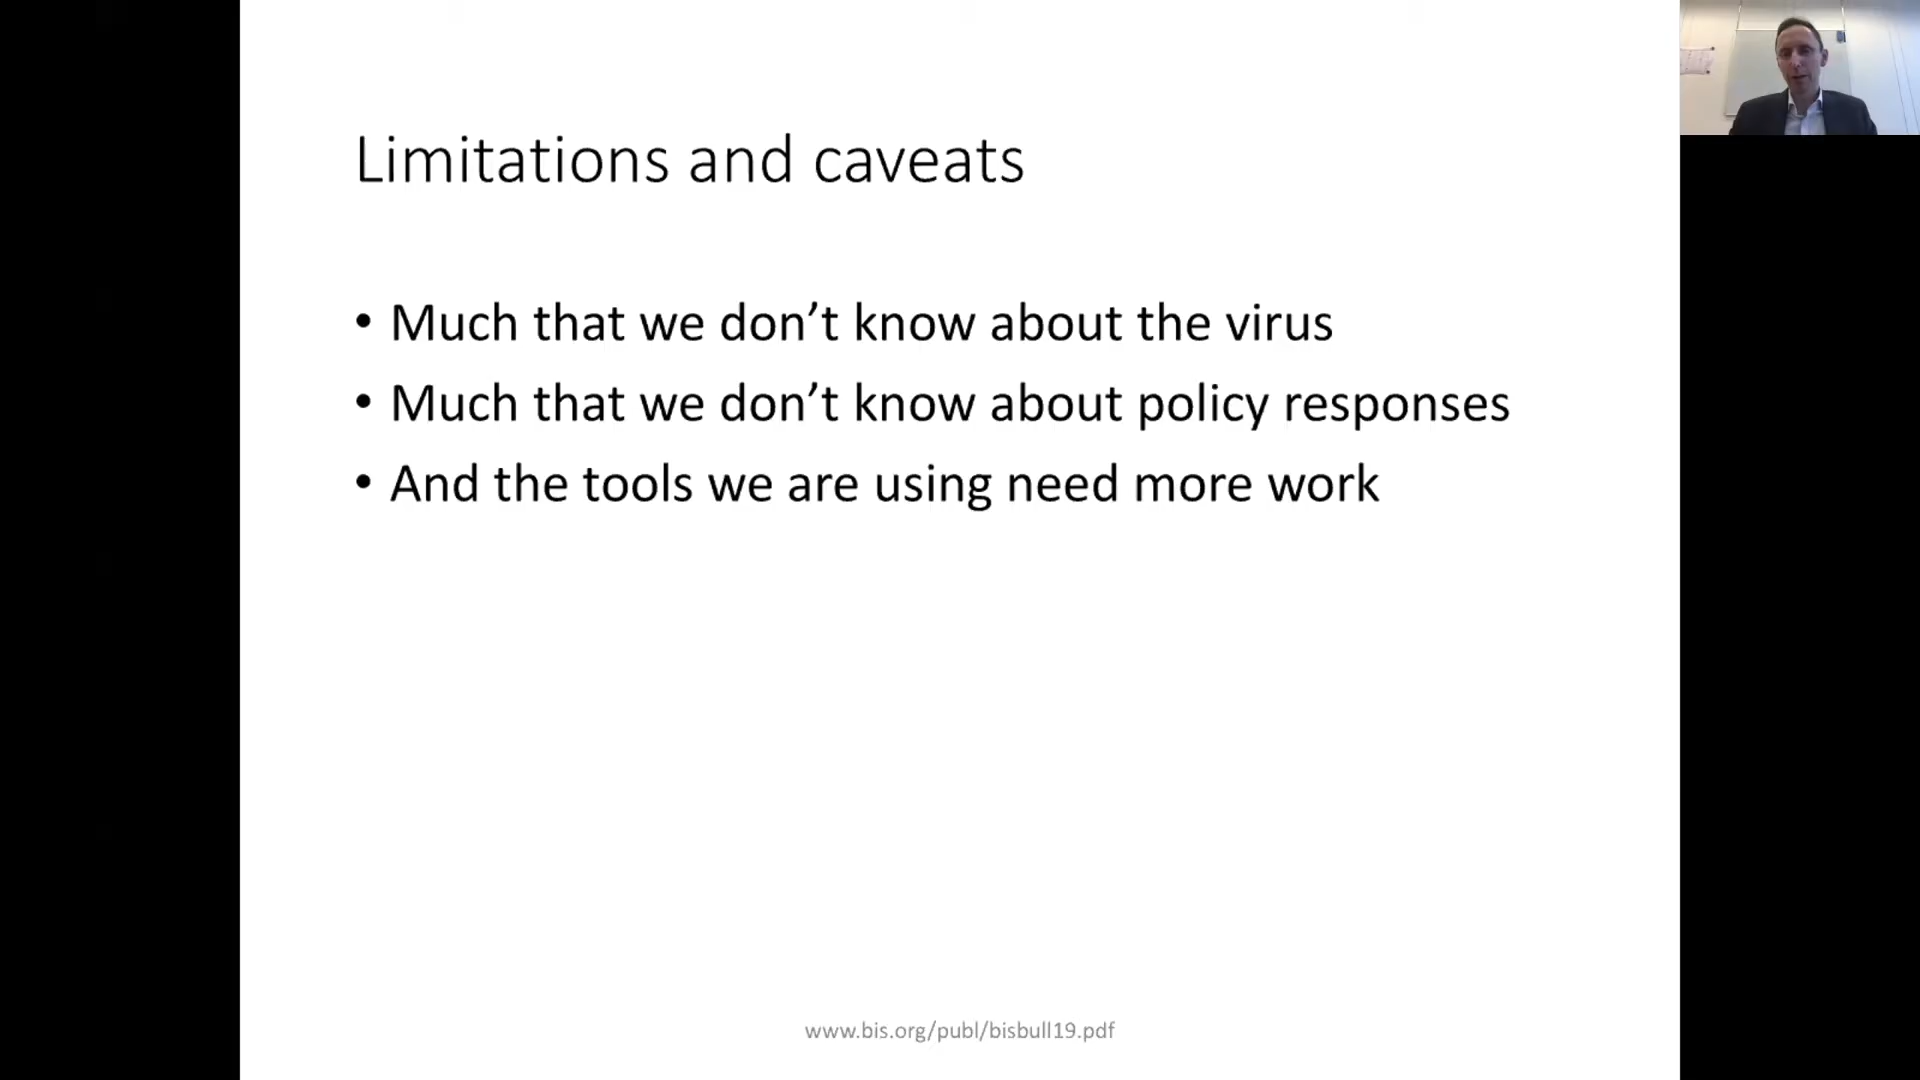 Limitations and caveats
• Much that we don’t know about the virus
• Much that we don’t know about policy responses
• And the tools we are using need more work
www.bis.org/publ/bisbull19.pdf